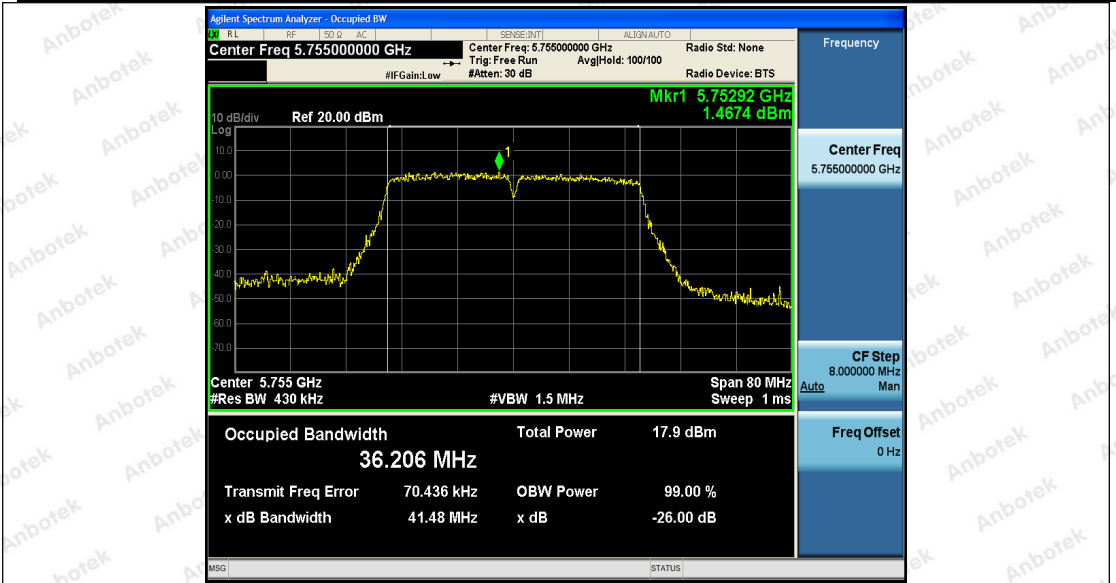 Agilent Spectrum Analyzer - Occupied BW
RL RF 50 Ω AC SENSE:INT ALIGNAUTO
Center Freq 5.755000000 GHz
Center Freq: 5.755000000 GHz Radio Std: None
Trig: Free Run Avg|Hold: 100/100
#IFGain:Low #Atten: 30 dB Radio Device: BTS
Mkr1 5.75292 GHz
1.4674 dBm
10 dB/div Ref 20.00 dBm
Log
10.0
0.00
-10.0
-20.0
-30.0
-40.0
-50.0
-60.0
-70.0
1
Center 5.755 GHz Span 80 MHz
#Res BW 430 kHz #VBW 1.5 MHz Sweep 1 ms
Occupied Bandwidth Total Power 17.9 dBm
36.206 MHz
Transmit Freq Error 70.436 kHz OBW Power 99.00 %
x dB Bandwidth 41.48 MHz x dB -26.00 dB
MSG STATUS
Frequency
Center Freq
5.755000000 GHz
CF Step
8.000000 MHz
Auto Man
Freq Offset
0 Hz
Anbotek